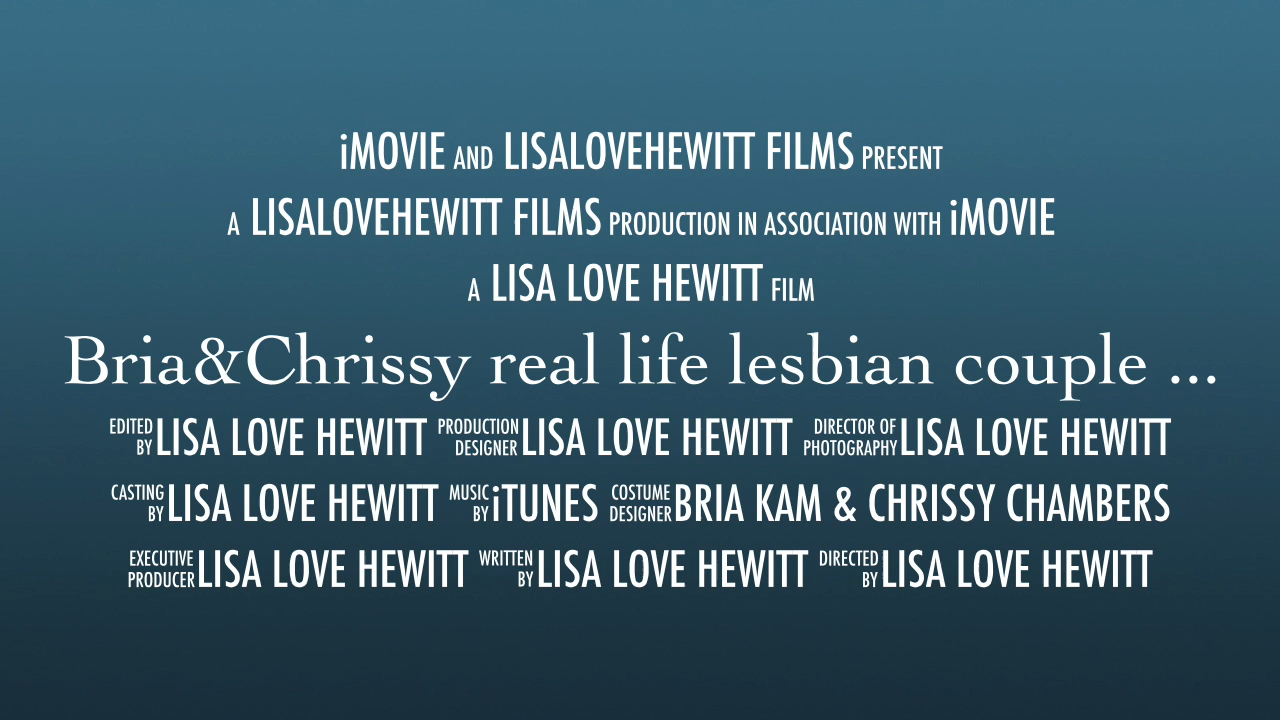 iMOVIE AND LISALOVEHEWITT FILMS PRESENT
A LISALOVEHEWITT FILMS PRODUCTION IN ASSOCIATION WITH iMOVIE
A LISA LOVE HEWITT FILM
Bria&Chrissy real life lesbian couple ...
EDITED BY LISA LOVE HEWITT PRODUCTION DESIGNER LISA LOVE HEWITT DIRECTOR OF PHOTOGRAPHY LISA LOVE HEWITT
CASTING BY LISA LOVE HEWITT MUSIC BY iTUNES COSTUME DESIGNER BRIA KAM & CHRISSY CHAMBERS
EXECUTIVE PRODUCER LISA LOVE HEWITT WRITTEN BY LISA LOVE HEWITT DIRECTED BY LISA LOVE HEWITT